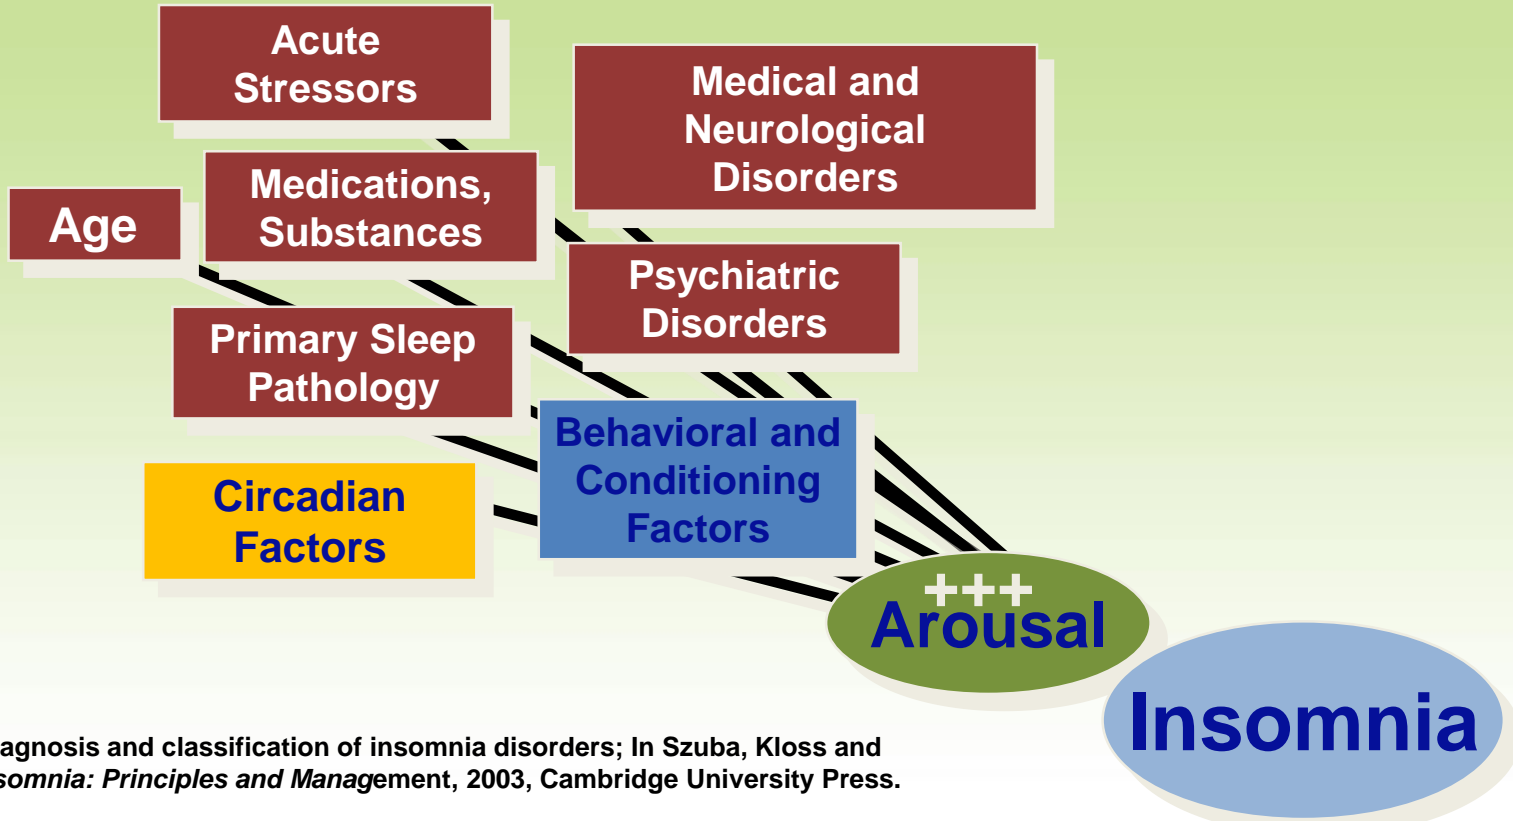 Acute
Stressors
Medical and
Neurological
Disorders
Medications,
Substances
Age
Psychiatric
Disorders
Primary Sleep
Pathology
Behavioral and
Conditioning
Factors
Circadian
Factors
+++
Arousal
Insomnia
agnosis and classification of insomnia disorders; In Szuba, Kloss and
somnia: Principles and Management, 2003, Cambridge University Press.